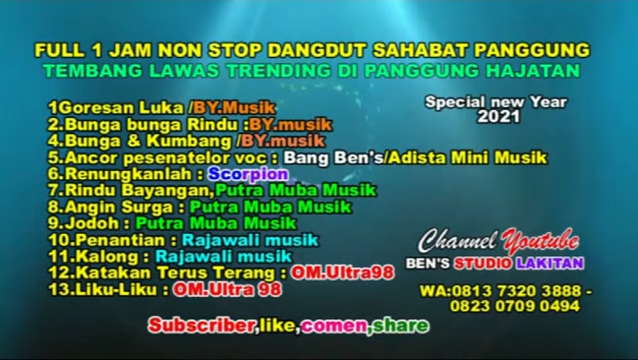 FULL 1 JAM NON STOP DANGDUT SAHABAT PANGGUNG
TEMBANG LAWAS TRENDING DI PANGGUNG HAJATAN
Special new Year
2021
1Goresan Luka /BY.Musik
2.Bunga bunga Rindu :BY.musik
4.Bunga & Kumbang /BY.musik
5.Ancor pesenatelor voc : Bang Ben's/Adista Mini Musik
6.Renungkanlah : Scorpion
7.Rindu Bayangan,Putra Muba Musik
8.Angin Surga : Putra Muba Musik
9.Jodoh : Putra Muba Musik
10.Penantian : Rajawali musik
11.Kalong : Rajawali musik
12.Katakan Terus Terang : OM.Ultra98
13.Liku-Liku : OM.Ultra 98
Channel Youtube
BEN'S STUDIO LAKITAN
WA:0813 7320 3888 -
0823 0709 0494
Subscriber,like,comen,share